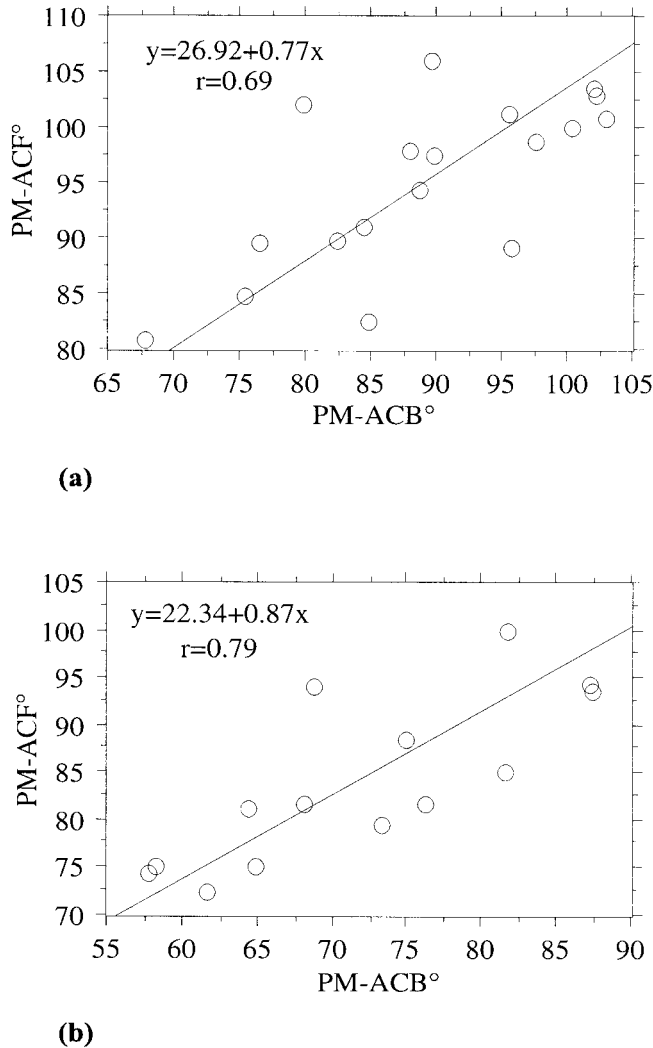 110
y=26.92+0.77x
105
r=0.69
100
95
PM-ACF°
90
85
80
65 70 75 80 85 90 95 100 105
PM-ACB°
(a)
105
y=22.34+0.87x
100
r=0.79
95
90
PM-ACF°
85
80
75
70
55 60 65 70 75 80 85 90
PM-ACB°
(b)